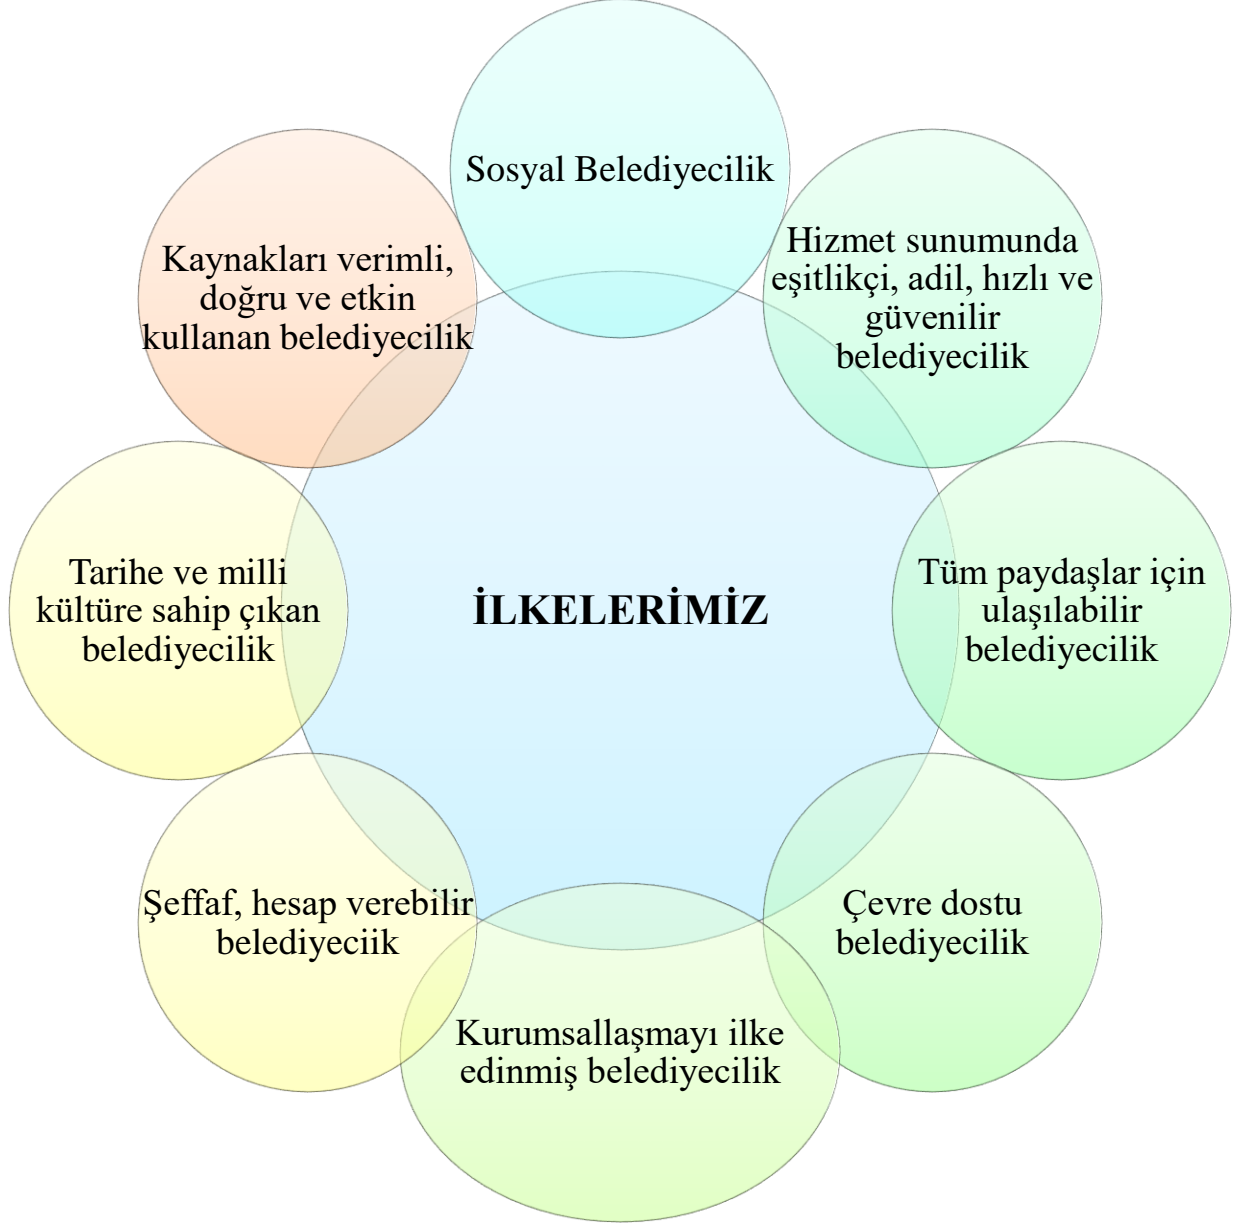 Sosyal Belediyecilik
Hizmet sunumunda
eşitlikçi, adil, hızlı ve
güvenilir
belediyecilik
Tüm paydaşlar için
ulaşılabilir
belediyecilik
Çevre dostu
belediyecilik
Kurumsallaşmayı ilke
edinmiş belediyecilik
Şeffaf, hesap verebilir
belediyeciik
Tarihe ve milli
kültüre sahip çıkan
belediyecilik
Kaynakları verimli,
doğru ve etkin
kullanan belediyecilik
İLKELERİMİZ